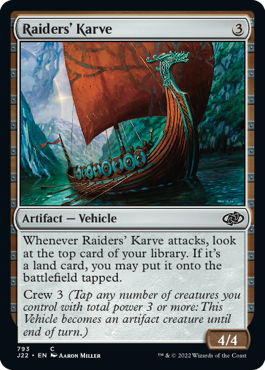 Raiders' Karve 3
Artifact — Vehicle
Whenever Raiders' Karve attacks, look
at the top card of your library. If it's
a land card, you may put it onto the
battlefield tapped.
Crew 3 (Tap any number of creatures you
control with total power 3 or more: This
Vehicle becomes an artifact creature until
end of turn.)
4/4
793 C
J22 • EN Aaron Miller ™ & © 2022 Wizards of the Coast